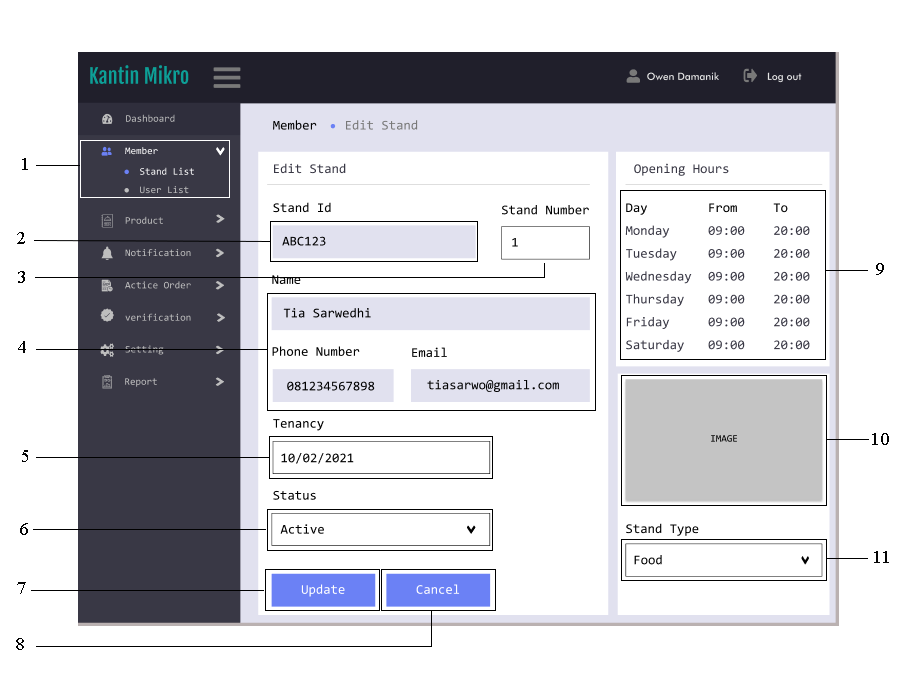 Kantin Mikro
Owen Damanik
Log out
Dashboard
Member
Stand List
User List
Product
Notification
Actice Order
verification
Setting
Report
Member • Edit Stand
Edit Stand
Stand Id
ABC123
Stand Number
1
Name
Tia Sarwedhi
Phone Number
081234567898
Email
tiasarwo@gmail.com
Tenancy
10/02/2021
Status
Active
Update
Cancel
Opening Hours
Day From To
Monday 09:00 20:00
Tuesday 09:00 20:00
Wednesday 09:00 20:00
Thursday 09:00 20:00
Friday 09:00 20:00
Saturday 09:00 20:00
IMAGE
Stand Type
Food
1
2
3
4
5
6
7
8
9
10
11